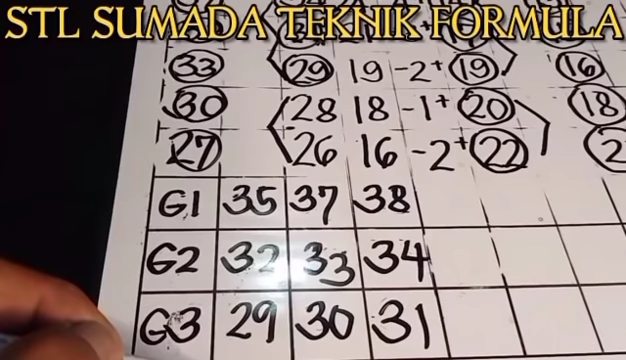 STL SUMADA TEKNIK FORMULA
33 29 19 -2+ 19 16
30 28 18 -1+ 20 18
27 26 16 -2+ 22
G1 35 37 38
G2 32 33 34
G3 29 30 31